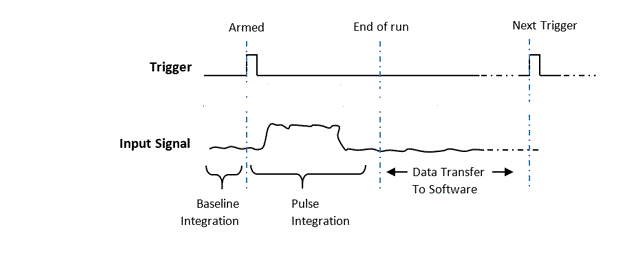 Armed
End of run
Next Trigger
Trigger
Input Signal
Baseline
Integration
Pulse
Integration
Data Transfer
To Software